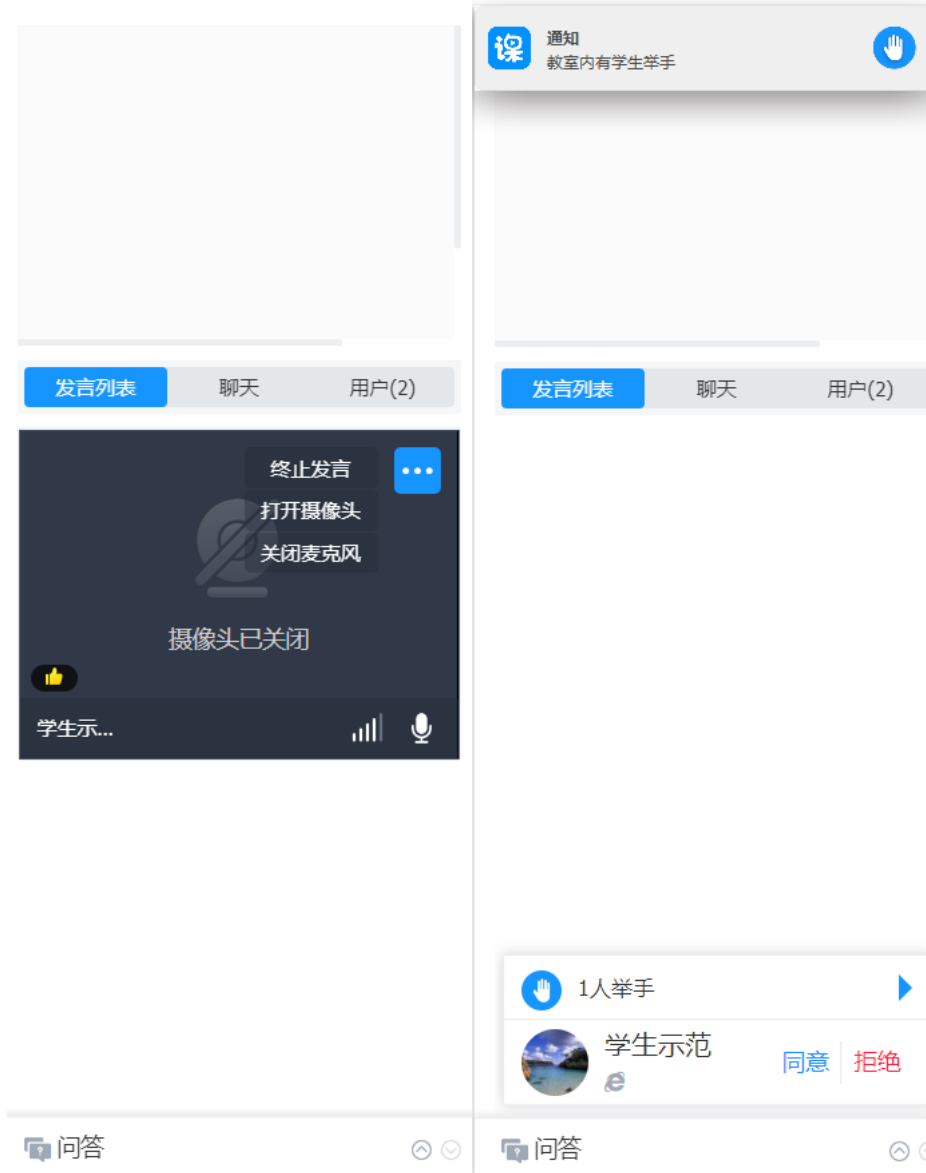 发言列表
聊天
用户(2)
终止发言
打开摄像头
关闭麦克风
摄像头已关闭
学生示...
问答
课
通知
教室内有学生举手
发言列表
聊天
用户(2)
1人举手
学生示范
同意
拒绝
问答